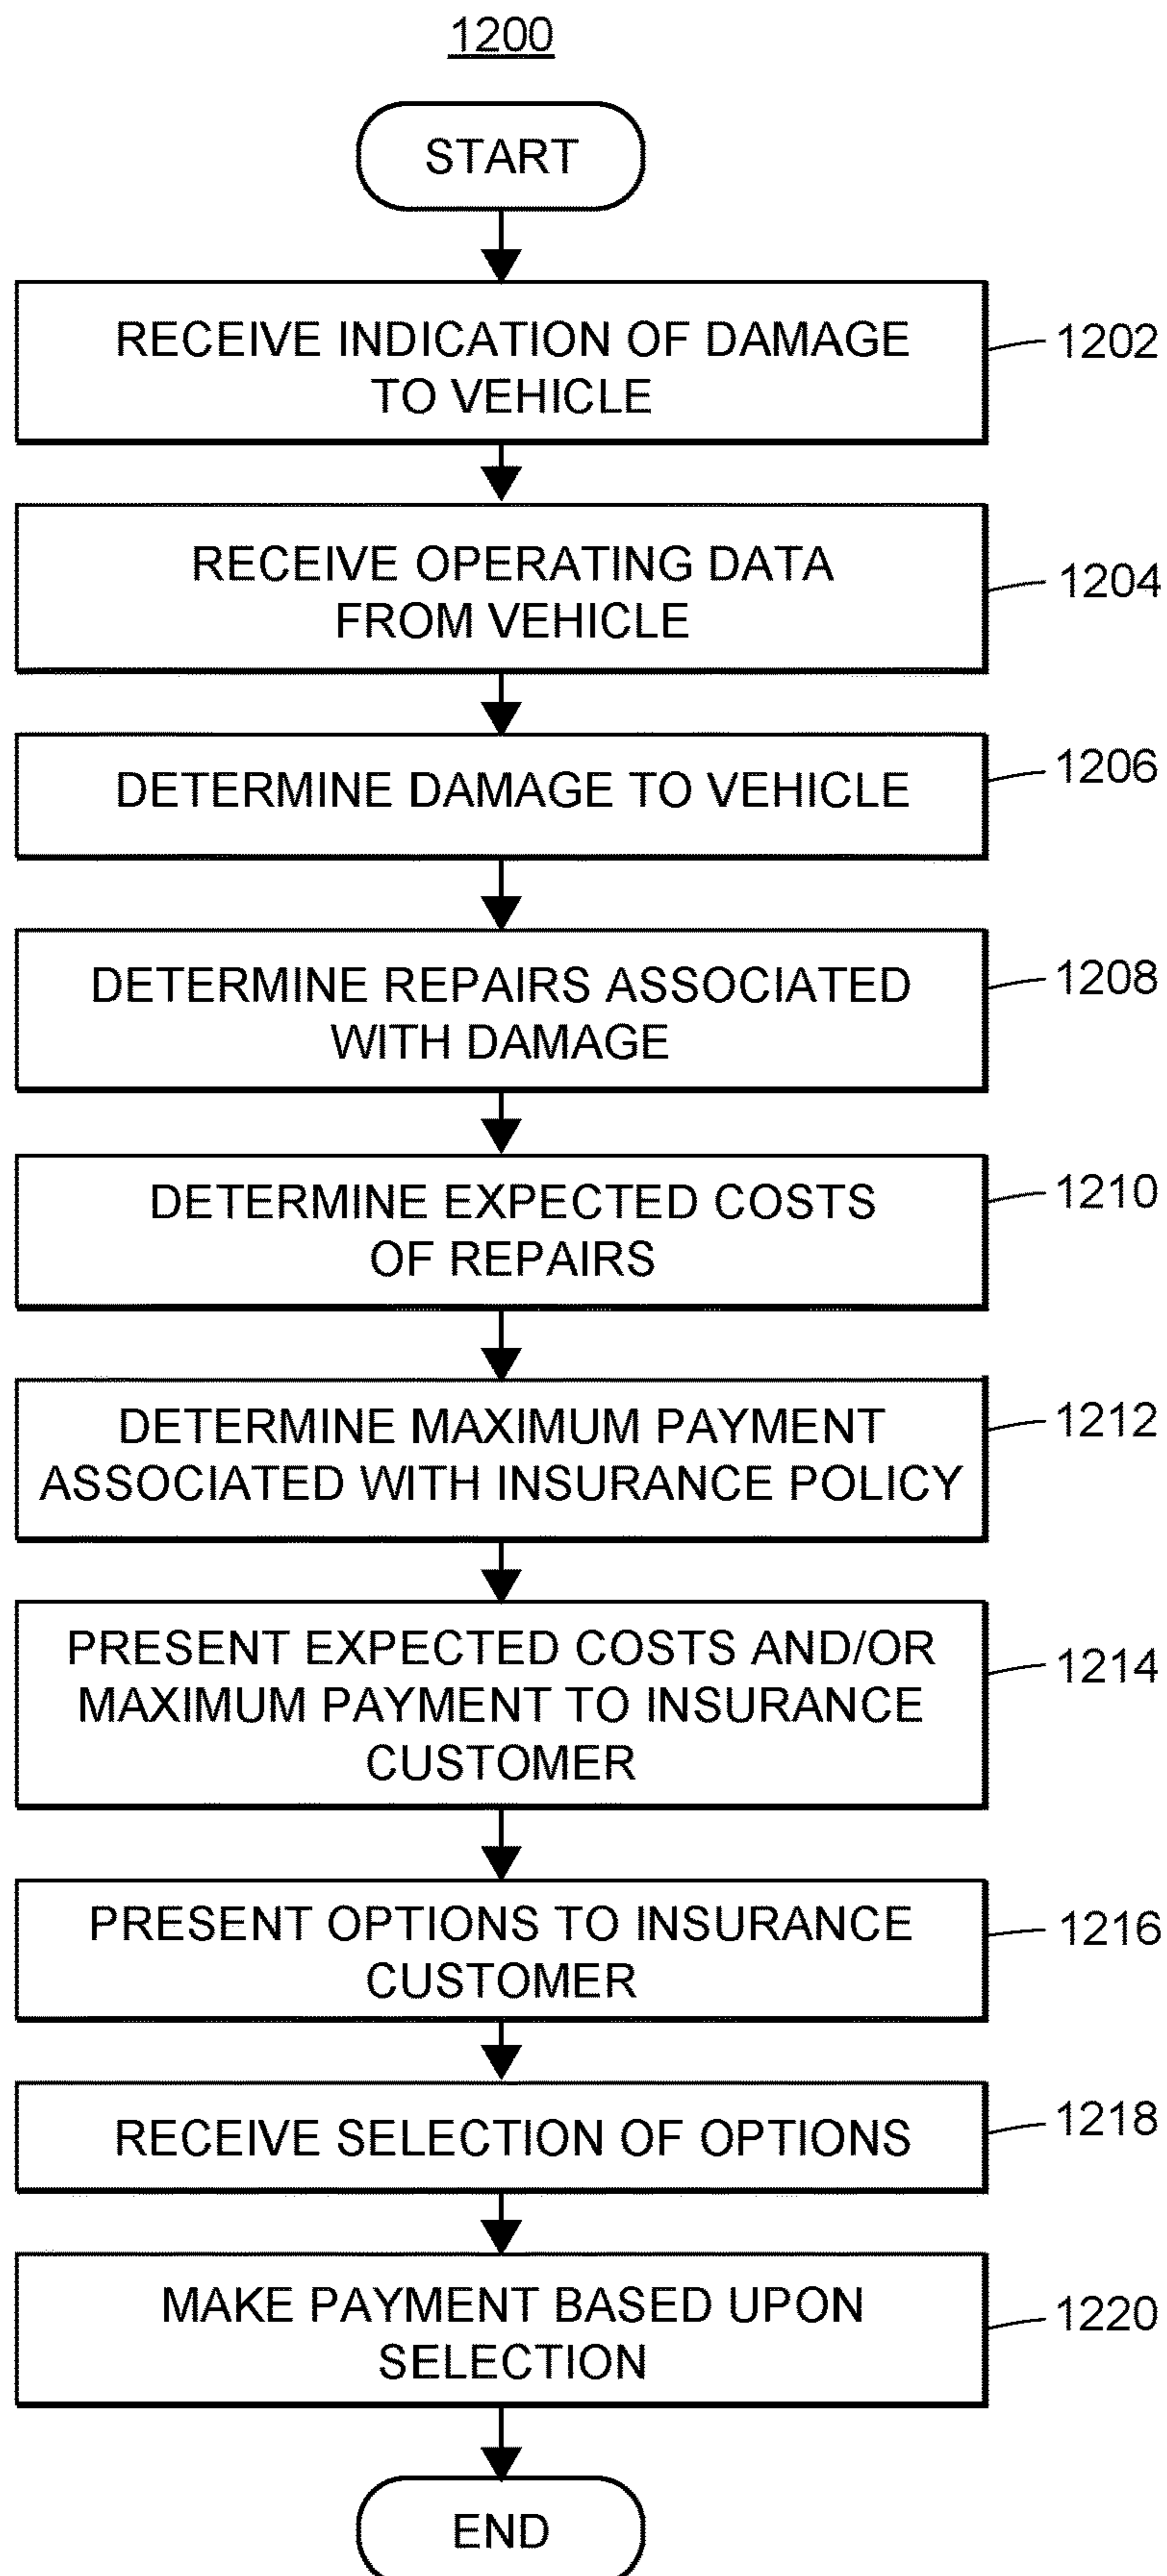 1200
START
RECEIVE INDICATION OF DAMAGE
TO VEHICLE
1202
RECEIVE OPERATING DATA
FROM VEHICLE
1204
DETERMINE DAMAGE TO VEHICLE
1206
DETERMINE REPAIRS ASSOCIATED
WITH DAMAGE
1208
DETERMINE EXPECTED COSTS
OF REPAIRS
1210
DETERMINE MAXIMUM PAYMENT
ASSOCIATED WITH INSURANCE POLICY
1212
PRESENT EXPECTED COSTS AND/OR
MAXIMUM PAYMENT TO INSURANCE
CUSTOMER
1214
PRESENT OPTIONS TO INSURANCE
CUSTOMER
1216
RECEIVE SELECTION OF OPTIONS
1218
MAKE PAYMENT BASED UPON
SELECTION
1220
END